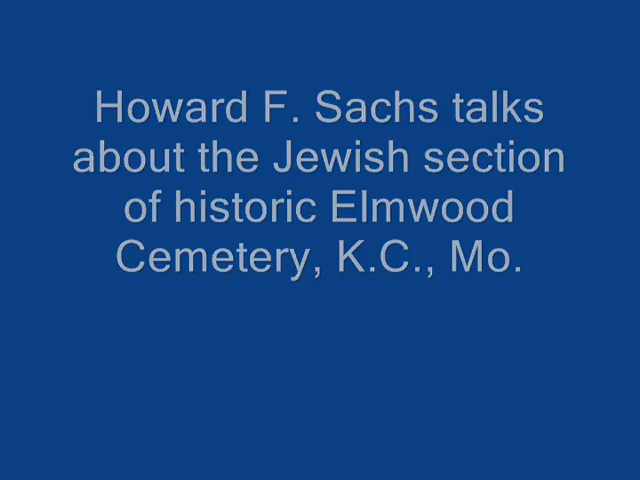 Howard F. Sachs talks
about the Jewish section
of historic Elmwood
Cemetery, K.C., Mo.